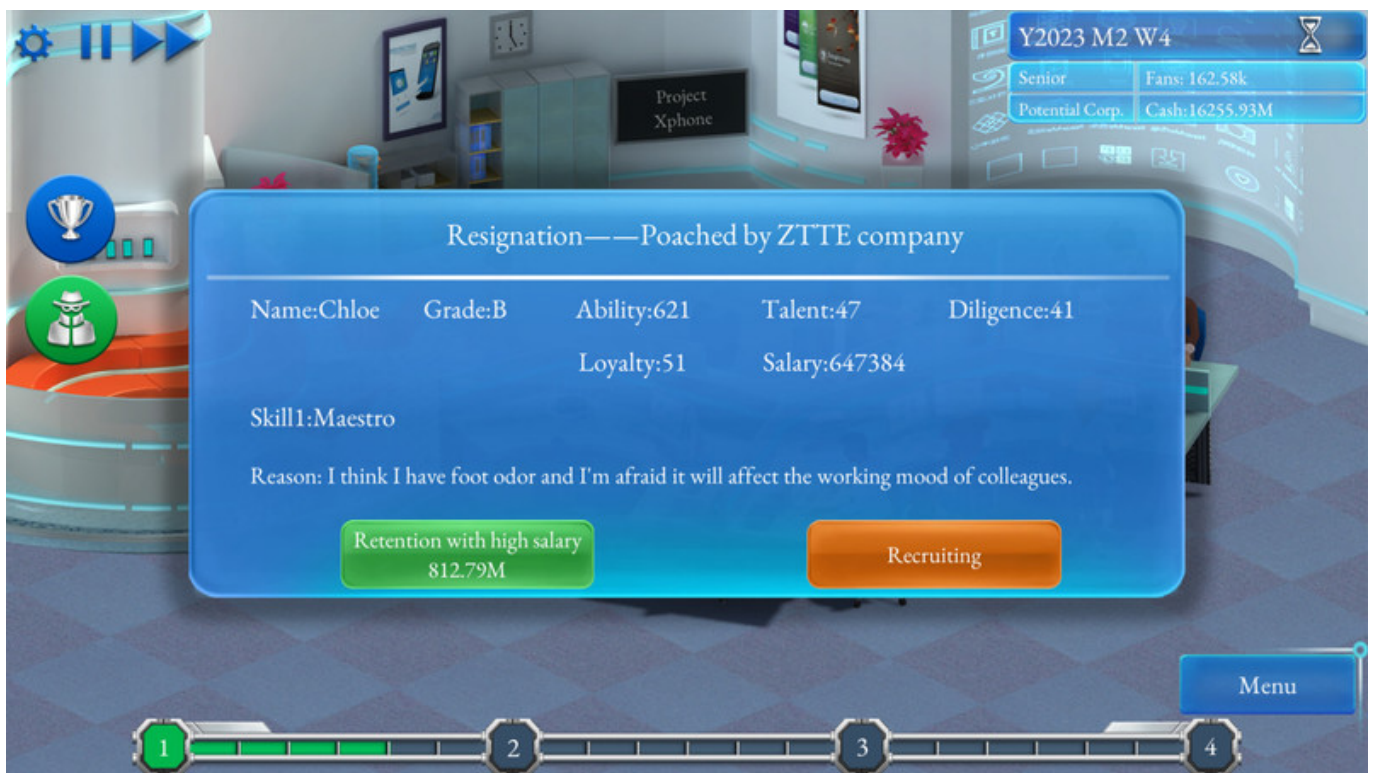 Y2023 M2 W4
Senior Fans: 162.58k
Potential Corp. Cash:16255.93M
Project
Xphone
Resignation——Poached by ZTTE company
Name:Chloe Grade:B Ability:621 Talent:47 Diligence:41
Loyalty:51 Salary:647384
Skill1:Maestro
Reason: I think I have foot odor and I'm afraid it will affect the working mood of colleagues.
Retention with high salary
812.79M
Recruiting
Menu
1 2 3 4